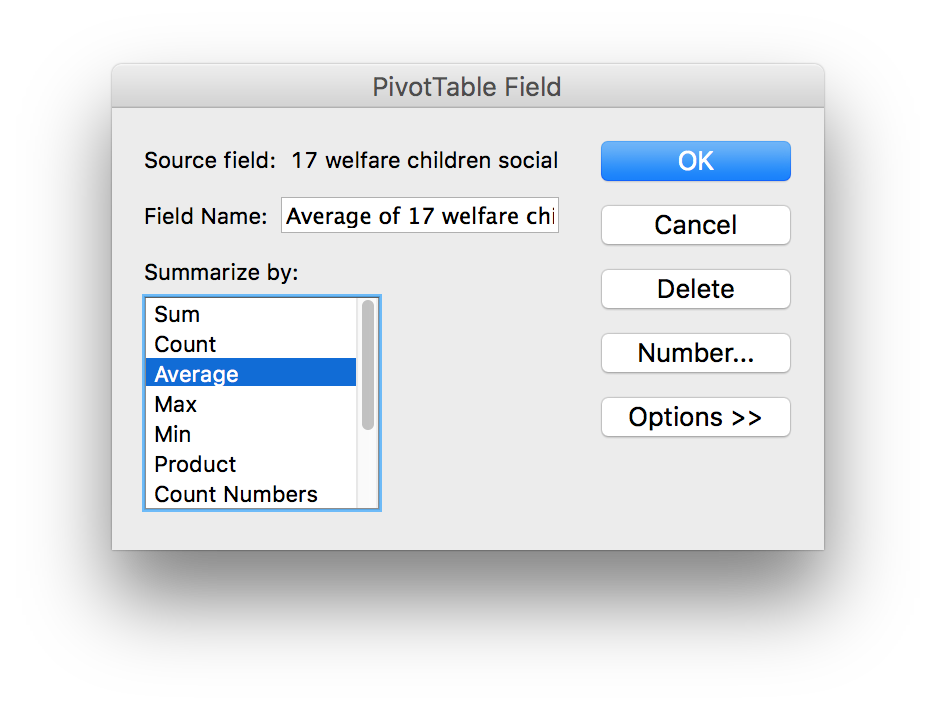 PivotTable Field
Source field: 17 welfare children social
OK
Field Name: Average of 17 welfare chi
Cancel
Summarize by:
Delete
Sum
Count
Average
Max
Min
Product
Count Numbers
Number...
Options >>